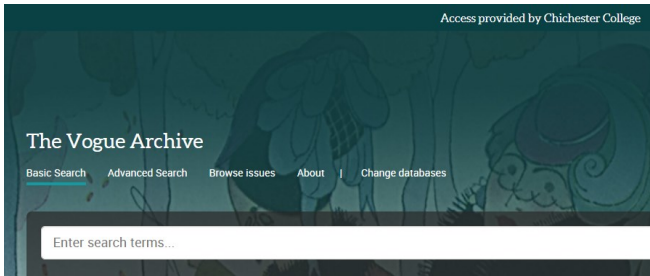 Access provided by Chichester College
The Vogue Archive
Basic Search Advanced Search Browse issues About | Change databases
Enter search terms...